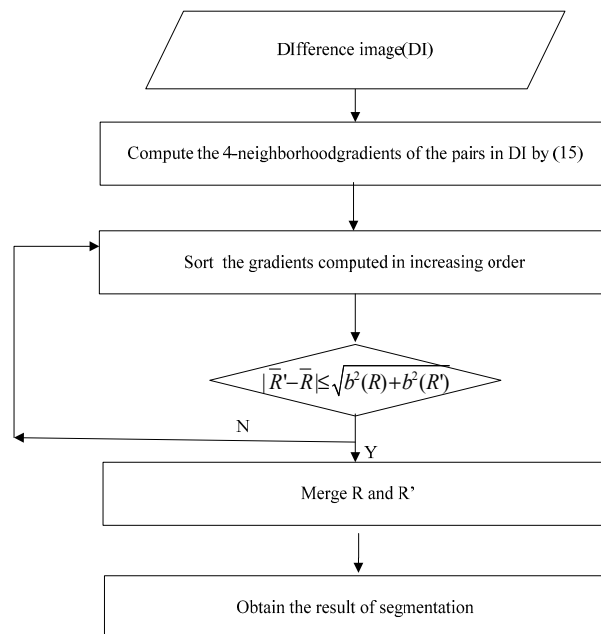 DIfference image(DI)
Compute the 4-neighborhoodgradients of the pairs in DI by (15)
Sort the gradients computed in increasing order
|R̅'−R̅|≤√(b²(R)+b²(R'))
N
Y
Merge R and R’
Obtain the result of segmentation